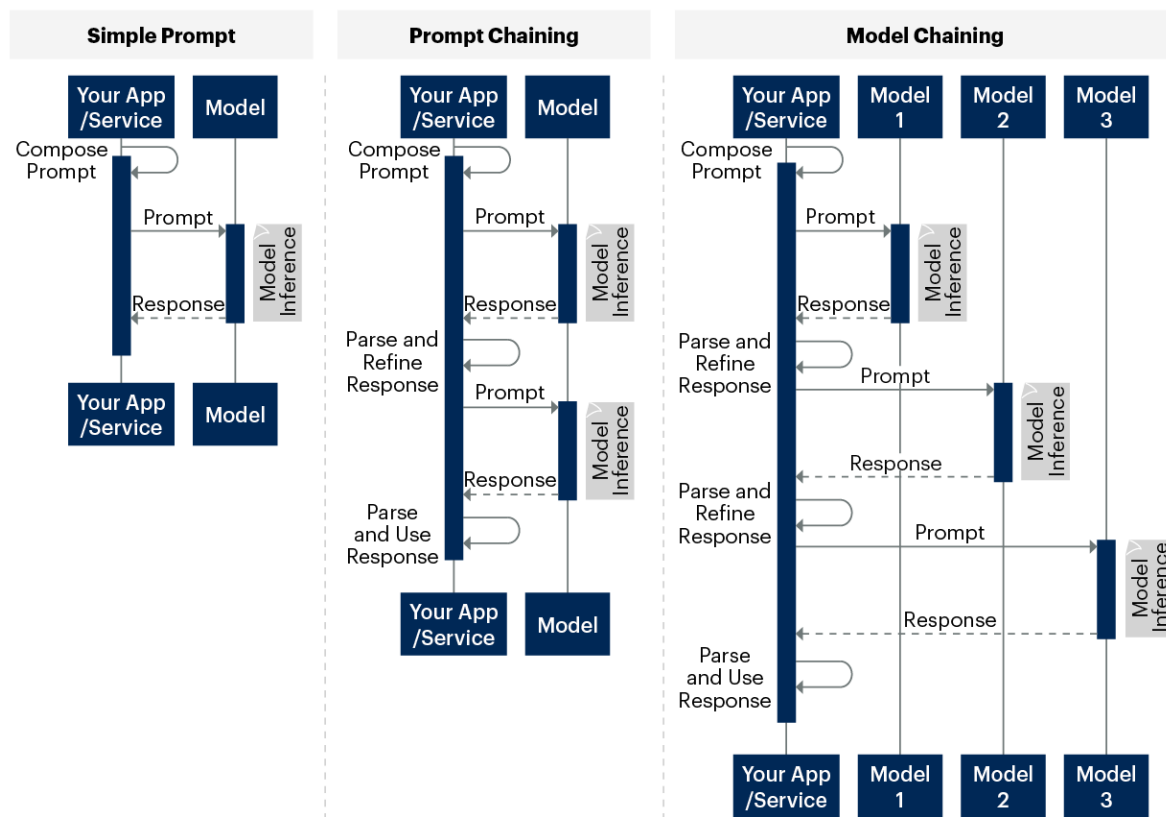 Simple Prompt
Your App
/Service
Model
Compose
Prompt
Prompt
Model
Inference
Response
Your App
/Service
Model
Prompt Chaining
Your App
/Service
Model
Compose
Prompt
Prompt
Model
Inference
Response
Parse and
Refine
Response
Prompt
Model
Inference
Response
Parse
and Use
Response
Your App
/Service
Model
Model Chaining
Your App
/Service
Model
1
Model
2
Model
3
Compose
Prompt
Prompt
Model
Inference
Response
Parse and
Refine
Response
Prompt
Model
Inference
Response
Parse and
Refine
Response
Prompt
Model
Inference
Response
Parse
and Use
Response
Your App
/Service
Model
1
Model
2
Model
3